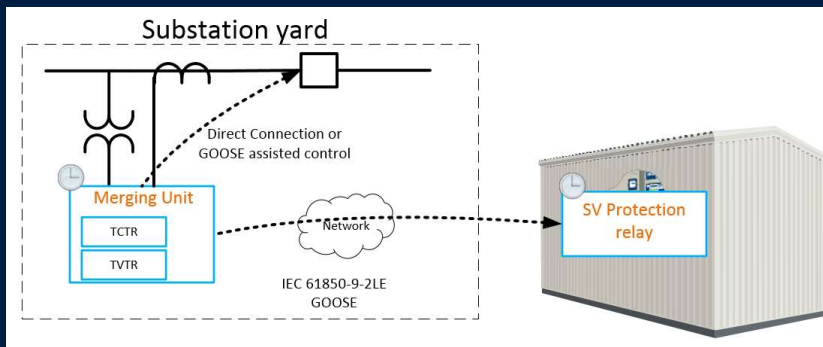 Substation yard
Direct Connection or
GOOSE assisted control
Merging Unit
TCTR
TVTR
Network
IEC 61850-9-2LE
GOOSE
SV Protection
relay